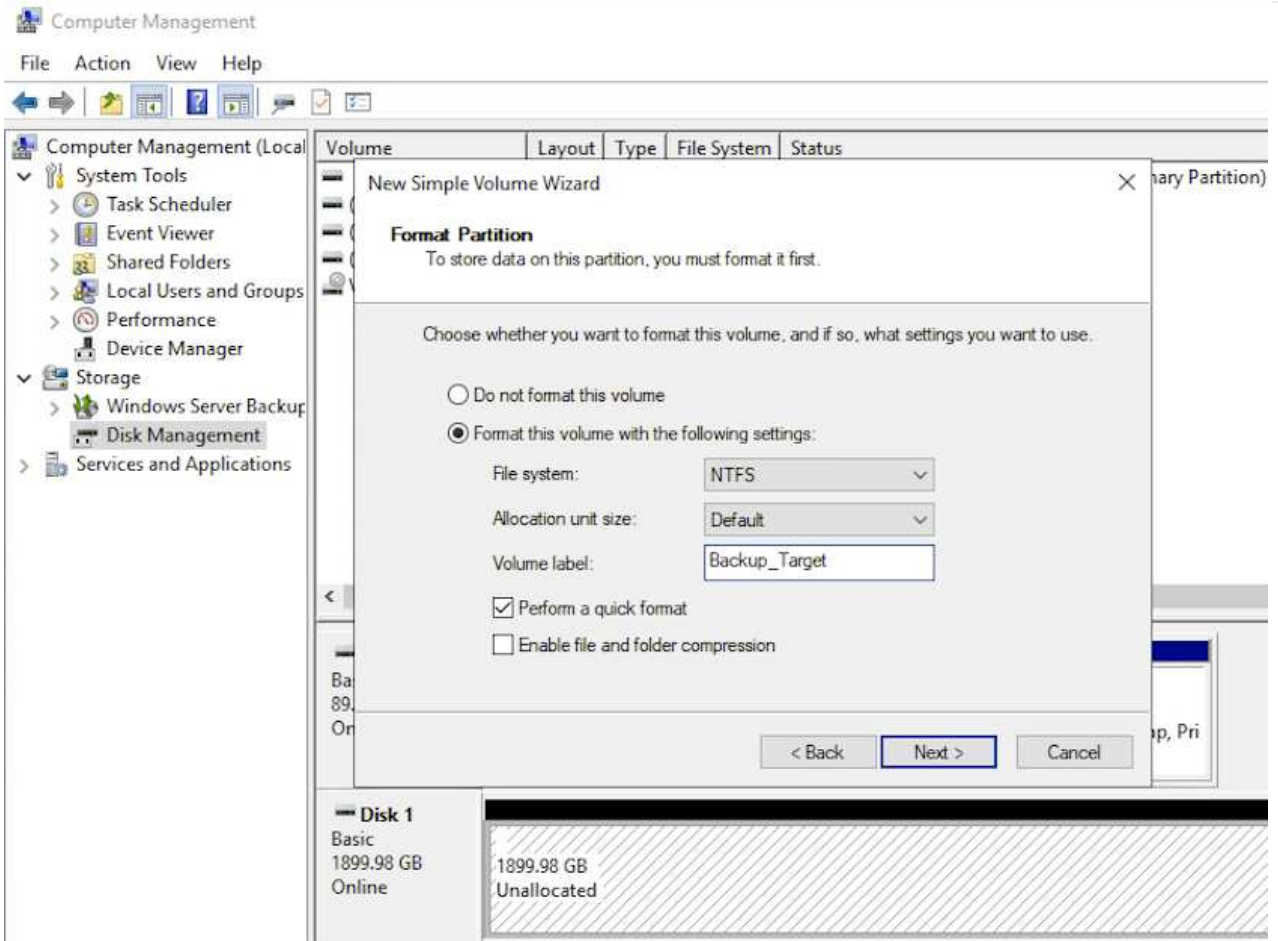 Computer Management
File Action View Help
Computer Management (Local
System Tools
Task Scheduler
Event Viewer
Shared Folders
Local Users and Groups
Performance
Device Manager
Storage
Windows Server Backup
Disk Management
Services and Applications
Volume Layout Type File System Status
New Simple Volume Wizard
Partition)
Format Partition
To store data on this partition, you must format it first.
Choose whether you want to format this volume, and if so, what settings you want to use.
Do not format this volume
Format this volume with the following settings:
File system: NTFS
Allocation unit size: Default
Volume label: Backup_Target
Perform a quick format
Enable file and folder compression
Ba
89.
On
p, Pri
< Back Next > Cancel
Disk 1
Basic
1899.98 GB
Online
1899.98 GB
Unallocated